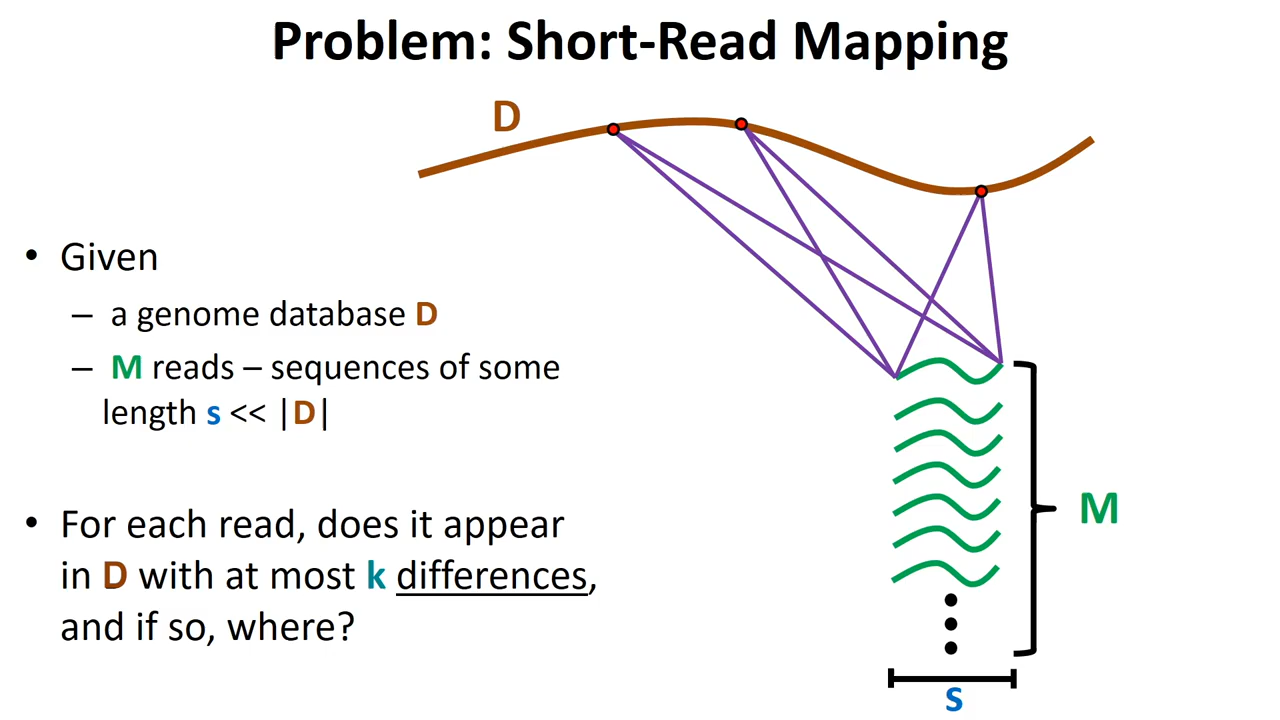 Problem: Short-Read Mapping
D
• Given
– a genome database D
– M reads – sequences of some
length s << |D|
• For each read, does it appear
in D with at most k differences,
and if so, where?
M
s